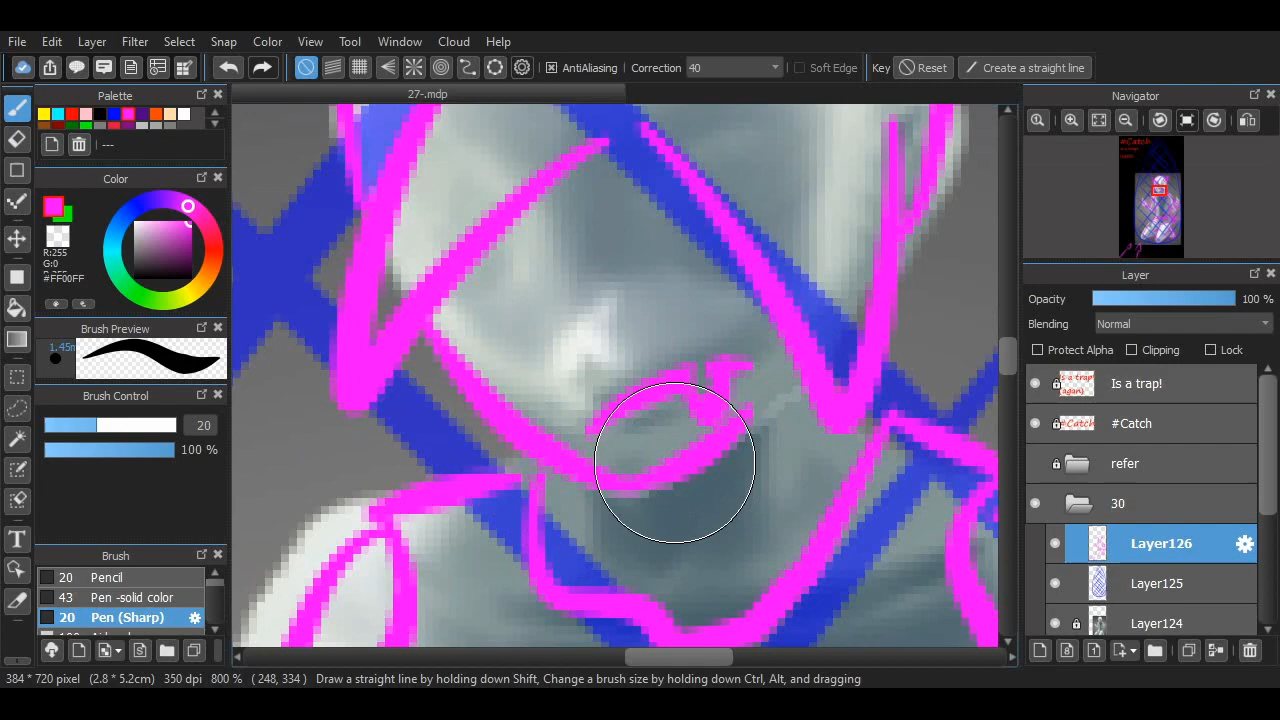 File Edit Layer Filter Select Snap Color View Tool Window Cloud Help
AntiAliasing Correction 40 Soft Edge Key Reset Create a straight line
27-.mdp
Palette
---
Color
R:255
G:0
#FF00FF
Brush Preview
Brush Control
20
100 %
Brush
20 Pencil
43 Pen -solid color
20 Pen (Sharp)
Navigator
#Catch
Layer
Opacity 100 %
Blending Normal
Protect Alpha Clipping Lock
Is a trap!
#Catch
refer
30
Layer126
Layer125
Layer124
384 * 720 pixel (2.8 * 5.2cm) 350 dpi 800 % ( 248, 334 ) Draw a straight line by holding down Shift, Change a brush size by holding down Ctrl, Alt, and dragging